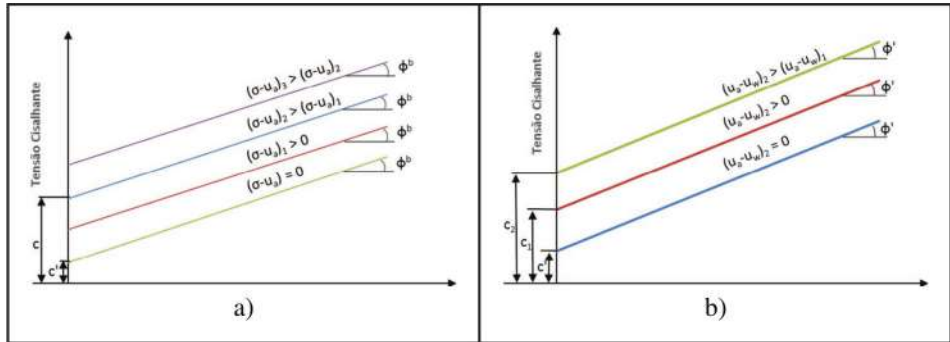 Tensão Cisalhante
(σ-uₐ)₃ > (σ-uₐ)₂
(σ-uₐ)₂ > (σ-uₐ)₁
(σ-uₐ)₁ > 0
(σ-uₐ) = 0
ϕᵇ
ϕᵇ
ϕᵇ
ϕᵇ
c
c'
a)
Tensão Cisalhante
(uₐ-u_w)₂ > (uₐ-u_w)₁
(uₐ-u_w)₂ > 0
(uₐ-u_w)₂ = 0
ϕ'
ϕ'
ϕ'
c₂
c₁
c'
b)